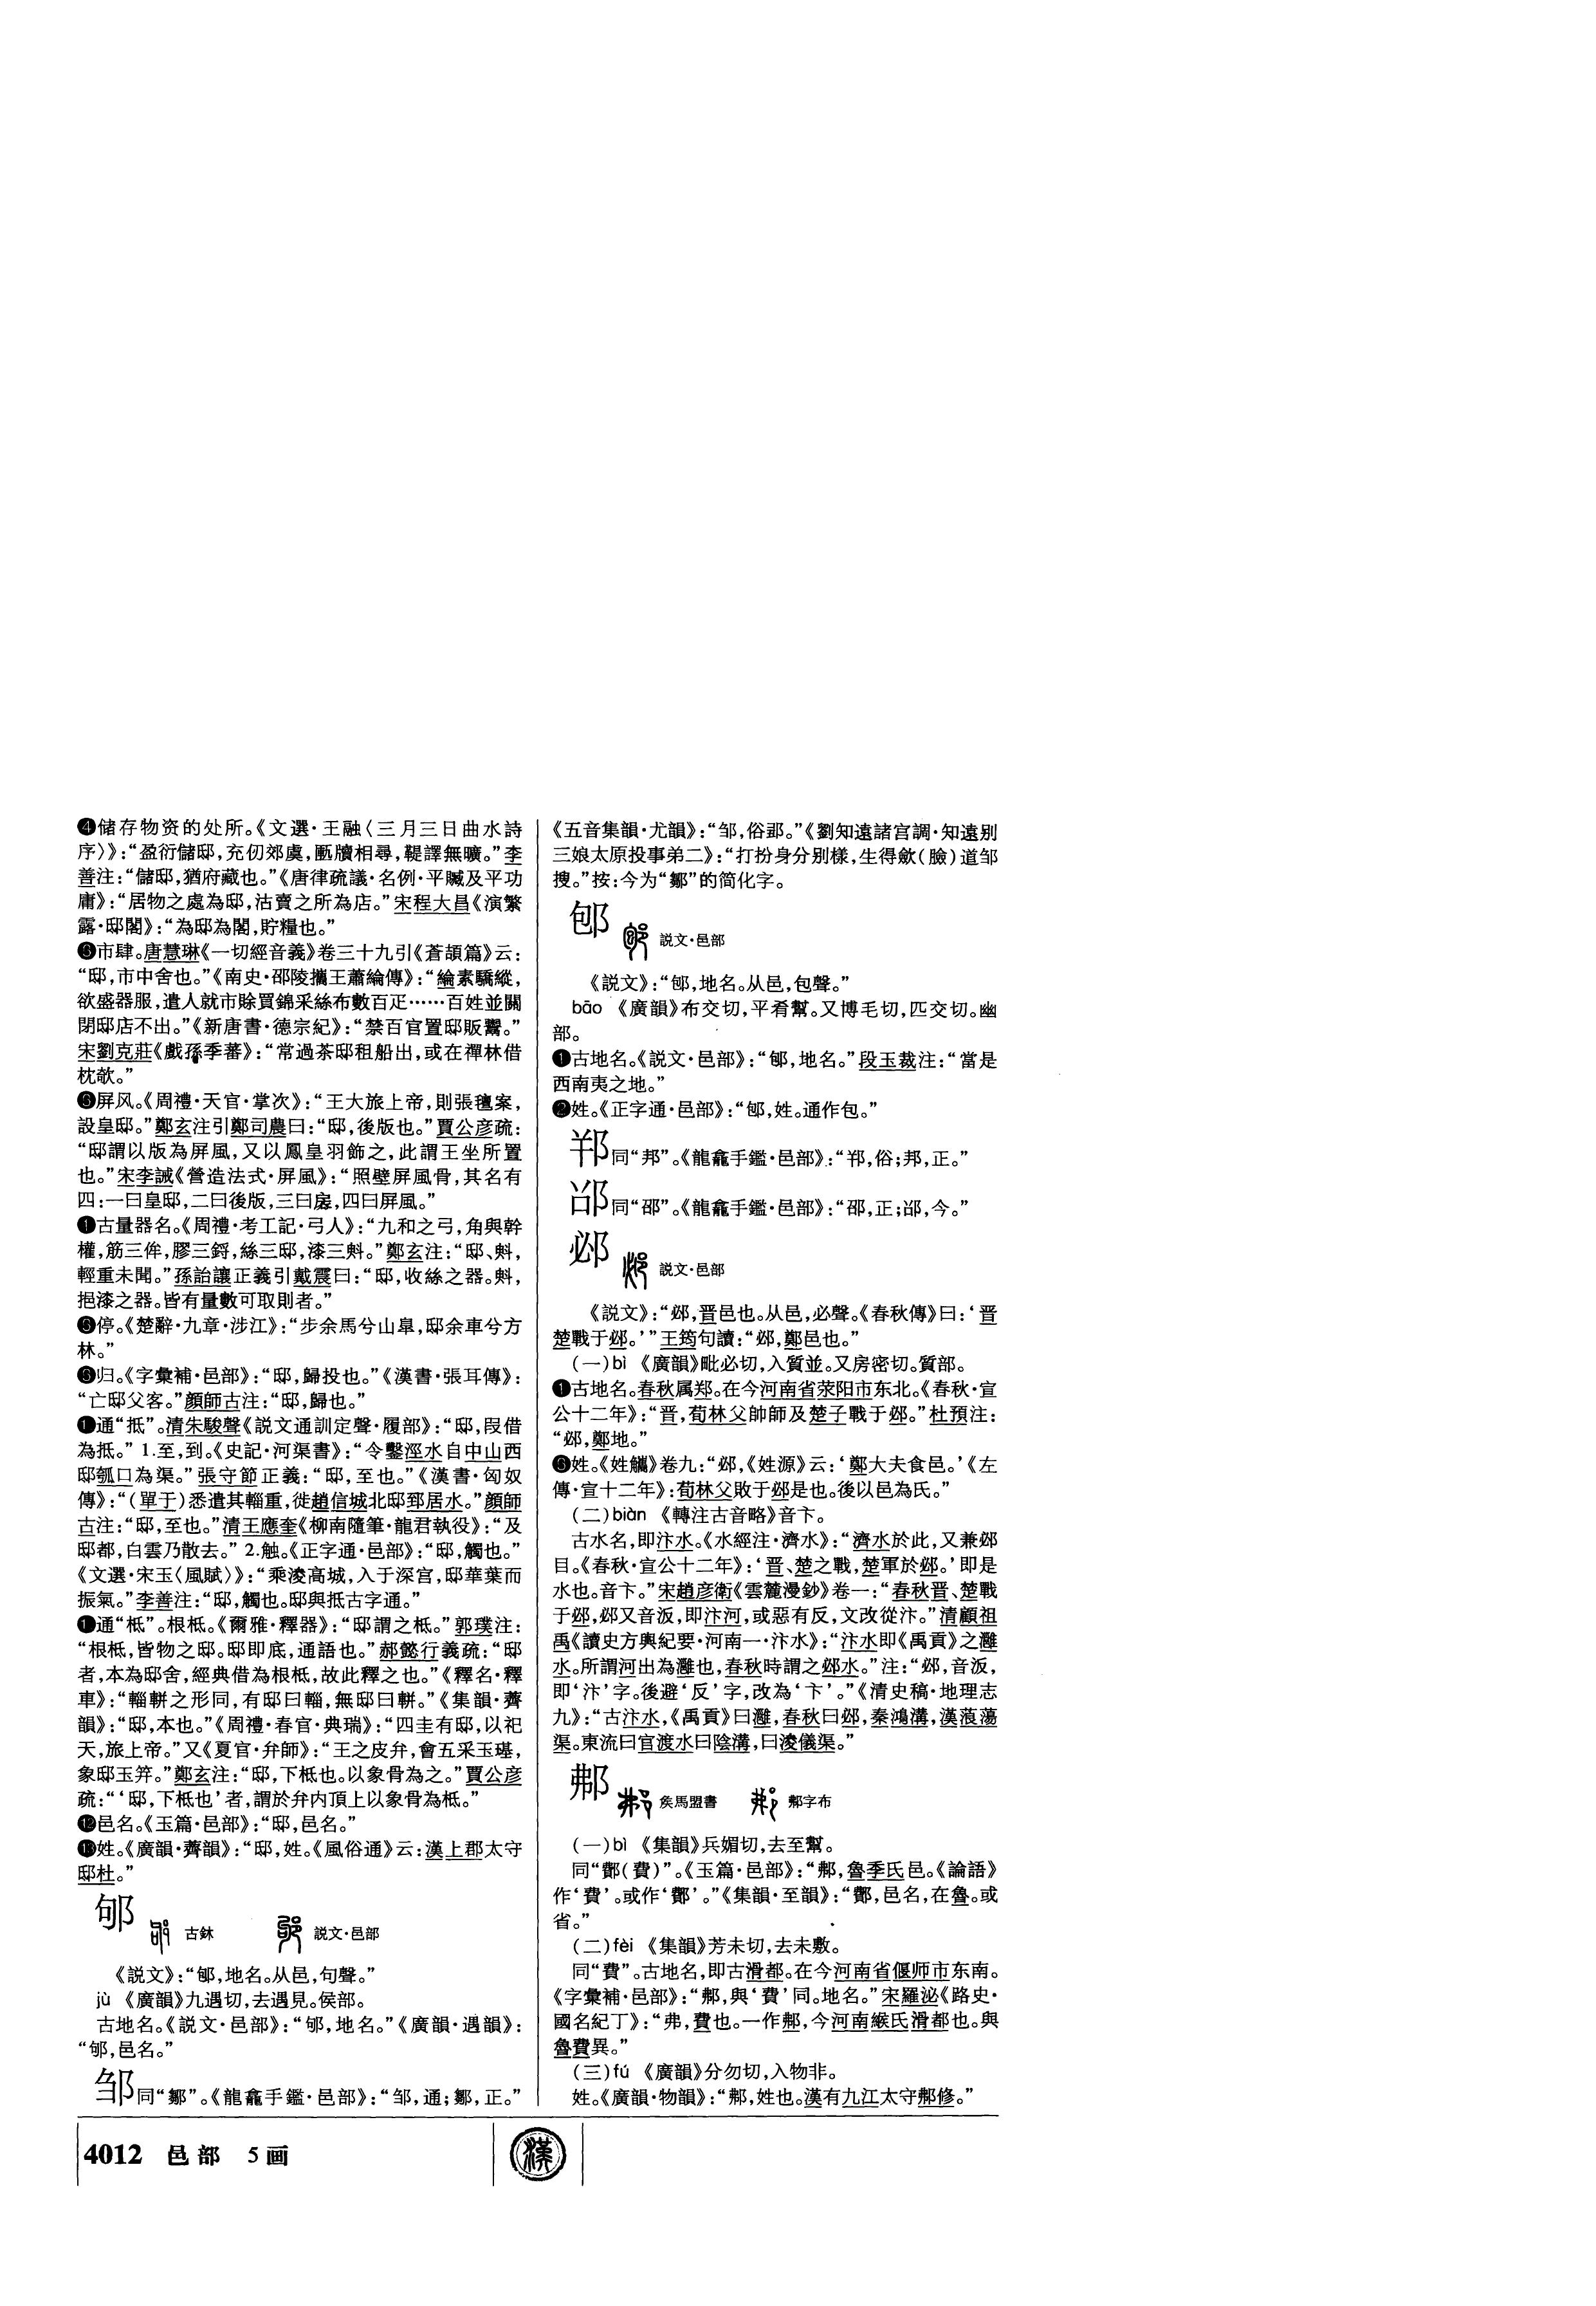 ❹储存物资的处所。《文選·王融〈三月三日曲水詩
序〉》：“盈衍儲邸，充仞郊虞，匭牘相尋，鞮譯無曠。”李
善注：“儲邸，猶府藏也。”《唐律疏議·名例·平贓及平功
庸》：“居物之處為邸，沽賣之所為店。”宋程大昌《演繁
露·邸閣》：“為邸為閣，貯糧也。”
市肆。唐慧琳《一切經音義》卷三十九引《蒼頡篇》云：
“邸，市中舍也。”《南史·邵陵攜王蕭綸傳》：“綸素驕縱，
欲盛器服，遣人就市賒買錦采絲布數百疋……百姓並關
閉邸店不出。”《新唐書·德宗紀》：“禁百官置邸販鬻。”
宋劉克莊《戲孫季蕃》：“常過茶邸租船出，或在禪林借
枕欹。”
屏风。《周禮·天官·掌次》：“王大旅上帝，則張氊案，
設皇邸。”鄭玄注引鄭司農曰：“邸，後版也。”賈公彦疏：
“邸謂以版為屏風，又以鳳皇羽飾之，此謂王坐所置
也。”宋李誡《營造法式·屏風》：“照壁屏風骨，其名有
四：一曰皇邸，二曰後版，三曰扆，四曰屏風。”
古量器名。《周禮·考工記·弓人》：“九和之弓，角與幹
權，筋三侔，膠三鋝，絲三邸，漆三㪺。”鄭玄注：“邸、㪺，
輕重未聞。”孫詒讓正義引戴震曰：“邸，收絲之器。㪺，
挹漆之器。皆有量數可取則者。”
停。《楚辭·九章·涉江》：“步余馬兮山臯，邸余車兮方
林。”
归。《字彙補·邑部》：“邸，歸投也。”《漢書·張耳傳》：
“亡邸父客。”顔師古注：“邸，歸也。”
通“抵”。清朱駿聲《説文通訓定聲·履部》：“邸，叚借
為抵。”1.至，到。《史記·河渠書》：“令鑿涇水自中山西
邸瓠口為渠。”張守節正義：“邸，至也。”《漢書·匈奴
傳》：“（單于）悉遣其輜重，徙趙信城北邸郅居水。”顔師
古注：“邸，至也。”清王應奎《柳南隨筆·龍君執役》：“及
邸都，白雲乃散去。”2.触。《正字通·邑部》：“邸，觸也。”
《文選·宋玉〈風賦〉》：“乘淩高城，入于深宫，邸華葉而
振氣。”李善注：“邸，觸也。邸與抵古字通。”
通“柢”。根柢。《爾雅·釋器》：“邸謂之柢。”郭璞注：
“根柢，皆物之邸。邸即底，通語也。”郝懿行義疏：“邸
者，本為邸舍，經典借為根柢，故此釋之也。”《釋名·釋
車》：“輜軿之形同，有邸曰輜，無邸曰軿。”《集韻·薺
韻》：“邸，本也。”《周禮·春官·典瑞》：“四圭有邸，以祀
天，旅上帝。”又《夏官·弁師》：“王之皮弁，會五采玉璂，
象邸玉笄。”鄭玄注：“邸，下柢也。以象骨為之。”賈公彦
疏：“‘邸，下柢也’者，謂於弁内頂上以象骨為柢。”
⓬邑名。《玉篇·邑部》：“邸，邑名。”
⓭姓。《廣韻·薺韻》：“邸，姓。《風俗通》云：漢上郡太守
邸杜。”
邭 古鉨 説文·邑部
《説文》：“邭，地名。从邑，句聲。”
jù 《廣韻》九遇切，去遇見。侯部。
古地名。《説文·邑部》：“邭，地名。”《廣韻·遇韻》：
“邭，邑名。”
邹同“鄒”。《龍龕手鑑·邑部》：“邹，通；鄒，正。”
《五音集韻·尤韻》：“邹，俗鄹。”《劉知遠諸宫調·知遠别
三娘太原投事弟二》：“打扮身分别樣，生得歛（臉）道邹
搜。”按：今为“鄒”的简化字。
郇 説文·邑部
《説文》：“𨚔，地名。从邑，包聲。”
bāo 《廣韻》布交切，平肴幫。又博毛切，匹交切。幽
部。
❶古地名。《説文·邑部》：“𨚔，地名。”段玉裁注：“當是
西南夷之地。”
❷姓。《正字通·邑部》：“𨚔，姓。通作包。”
同“邦”。《龍龕手鑑·邑部》：“，俗；邦，正。”
同“邵”。《龍龕手鑑·邑部》：“邵，正；，今。”
邲 説文·邑部
《説文》：“邲，晋邑也。从邑，必聲。《春秋傳》曰：‘晋
楚戰于邲。’”王筠句讀：“邲，鄭邑也。”
（一）bì 《廣韻》毗必切，入質並。又房密切。質部。
❶古地名。春秋属郑。在今河南省荥阳市东北。《春秋·宣
公十二年》：“晋，荀林父帥師及楚子戰于邲。”杜預注：
“邲，鄭地。”
姓。《姓觿》卷九：“邲，《姓源》云：‘鄭大夫食邑。’《左
傳·宣十二年》：荀林父敗于邲是也。後以邑為氏。”
（二）biàn 《轉注古音略》音卞。
古水名，即汴水。《水經注·濟水》：“濟水於此，又兼邲
目。《春秋·宣公十二年》：‘晋、楚之戰，楚軍於邲。’即是
水也。音卞。”宋趙彦衛《雲麓漫鈔》卷一：“春秋晋、楚戰
于邲，邲又音汳，即汴河，或惡有反，文改從汴。”清顧祖
禹《讀史方輿紀要·河南一·汴水》：“汴水即《禹貢》之灉
水。所謂河出為灉也，春秋時謂之邲水。”注：“邲，音汳，
即‘汴’字。後避‘反’字，改為‘卞’。”《清史稿·地理志
九》：“古汴水，《禹貢》曰灉，春秋曰邲，秦鴻溝，漢蒗蕩
渠。東流曰官渡水曰陰溝，曰淩儀渠。”
郱 矦馬盟書 郱字布
（一）bì 《集韻》兵媚切，去至幫。
同“鄪（費）”。《玉篇·邑部》：“𨚓，魯季氏邑。《論語》
作‘費’。或作‘鄪’。”《集韻·至韻》：“鄪，邑名，在魯。或
省。”
（二）fèi 《集韻》芳未切，去未敷。
同“費”。古地名，即古滑都。在今河南省偃师市东南。
《字彙補·邑部》：“𨚓，與‘費’同。地名。”宋羅泌《路史·
國名紀丁》：“弗，費也。一作𨚓，今河南緱氏滑都也。與
魯費異。”
（三）fú 《廣韻》分勿切，入物非。
姓。《廣韻·物韻》：“𨚓，姓也。漢有九江太守𨚓修。”
4012 邑部 5画
漢